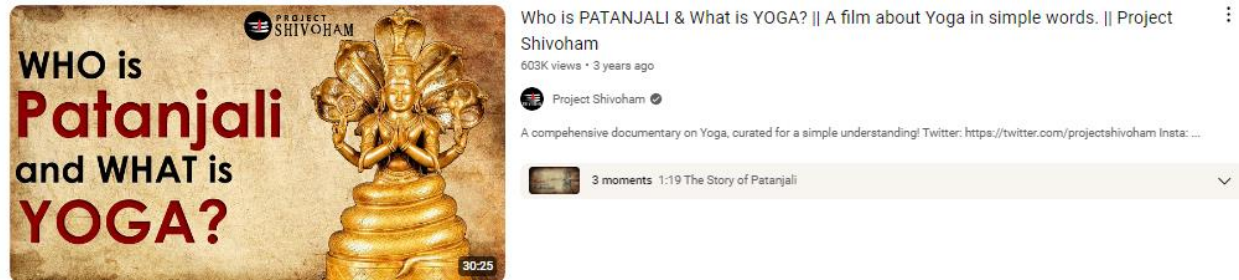 PROJECT
SHIVOHAM
WHO is
Patanjali
and WHAT is
YOGA?
30:25
Who is PATANJALI & What is YOGA? || A film about Yoga in simple words. || Project
Shivoham
603K views • 3 years ago
Project Shivoham
A compehensive documentary on Yoga, curated for a simple understanding! Twitter: https://twitter.com/projectshivoham Insta: ...
3 moments 1:19 The Story of Patanjali